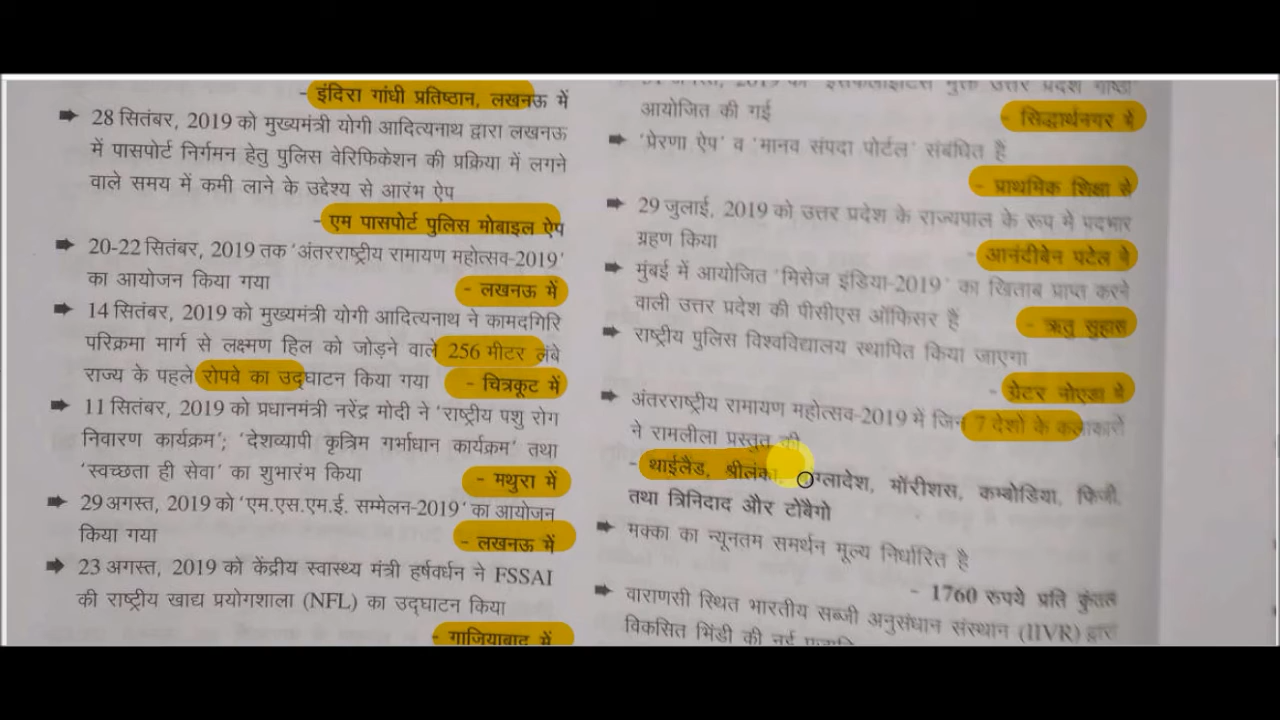 - इंदिरा गांधी प्रतिष्ठान, लखनऊ में
28 सितंबर, 2019 को मुख्यमंत्री योगी आदित्यनाथ द्वारा लखनऊ
में पासपोर्ट निर्गमन हेतु पुलिस वेरिफिकेशन की प्रक्रिया में लगने
वाले समय में कमी लाने के उद्देश्य से आरंभ ऐप
- एम पासपोर्ट पुलिस मोबाइल ऐप
20-22 सितंबर, 2019 तक 'अंतरराष्ट्रीय रामायण महोत्सव-2019'
का आयोजन किया गया
- लखनऊ में
14 सितंबर, 2019 को मुख्यमंत्री योगी आदित्यनाथ ने कामदगिरि
परिक्रमा मार्ग से लक्ष्मण हिल को जोड़ने वाले 256 मीटर लंबे
राज्य के पहले रोपवे का उद्घाटन किया गया - चित्रकूट में
11 सितंबर, 2019 को प्रधानमंत्री नरेंद्र मोदी ने 'राष्ट्रीय पशु रोग
निवारण कार्यक्रम'; 'देशव्यापी कृत्रिम गर्भाधान कार्यक्रम' तथा
'स्वच्छता ही सेवा' का शुभारंभ किया
- मथुरा में
29 अगस्त, 2019 को 'एम.एस.एम.ई. सम्मेलन-2019' का आयोजन
किया गया
- लखनऊ में
23 अगस्त, 2019 को केंद्रीय स्वास्थ्य मंत्री हर्षवर्धन ने FSSAI
की राष्ट्रीय खाद्य प्रयोगशाला (NFL) का उद्घाटन किया
- गाजियाबाद में
2019 को मुक्त उत्तर प्रदेश
आयोजित की गई
- सिद्धार्थनगर में
'प्रेरणा ऐप' व 'मानव संपदा पोर्टल' संबंधित है
- प्राथमिक शिक्षा से
29 जुलाई, 2019 को उत्तर प्रदेश के राज्यपाल के रूप में पदभार
ग्रहण किया
- आनंदीबेन पटेल ने
मुंबई में आयोजित 'मिसेज इंडिया-2019' का खिताब प्राप्त करने
वाली उत्तर प्रदेश की पीसीएस ऑफिसर हैं
- ऋतु सुहास
राष्ट्रीय पुलिस विश्वविद्यालय स्थापित किया जाएगा
- ग्रेटर नोएडा में
अंतरराष्ट्रीय रामायण महोत्सव-2019 में जिन 7 देशों के कलाकारों
ने रामलीला प्रस्तुत की
- थाईलैंड, श्रीलंका, बांग्लादेश, मॉरीशस, कम्बोडिया, फिजी,
तथा त्रिनिदाद और टोबैगो
मक्का का न्यूनतम समर्थन मूल्य निर्धारित है
- 1760 रुपये प्रति कुंतल
वाराणसी स्थित भारतीय सब्जी अनुसंधान संस्थान (IIVR) द्वारा
विकसित भिंडी की नई